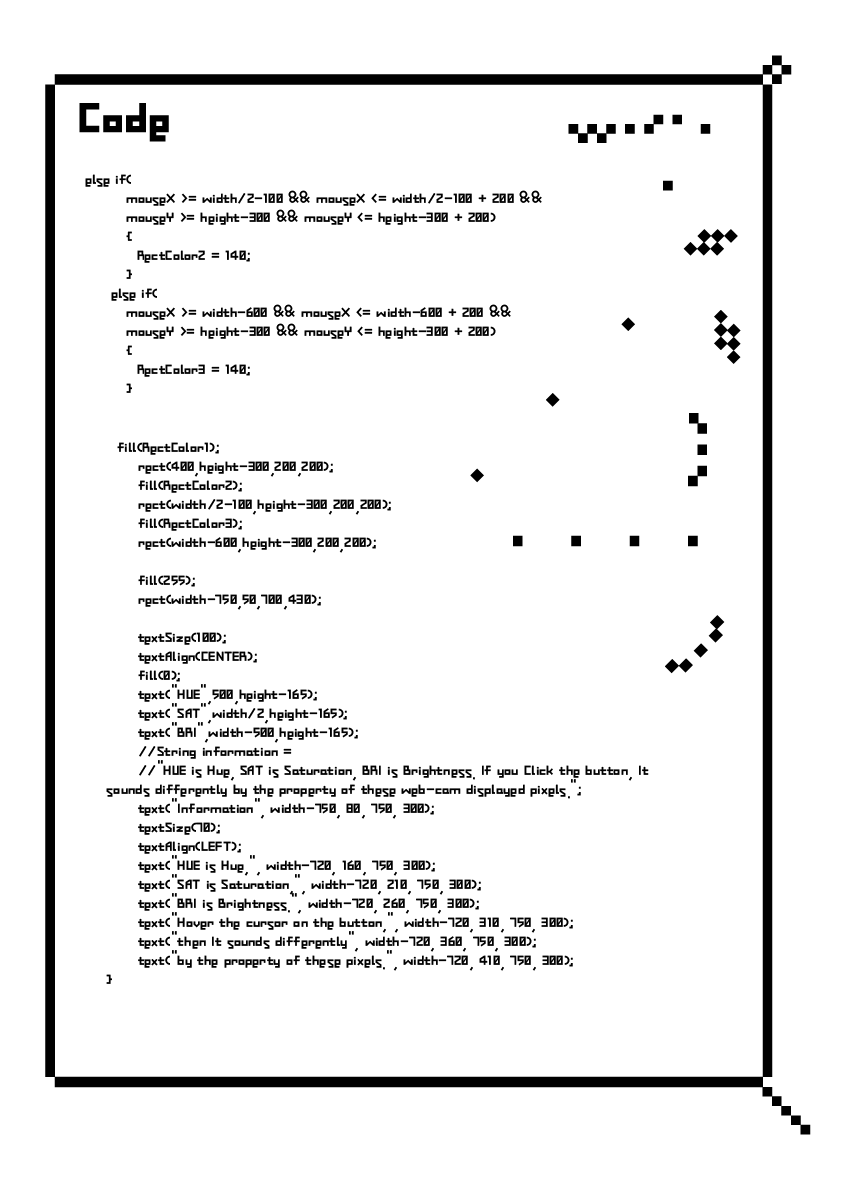 Code
else if(
mouseX >= width/2-100 && mouseX <= width/2-100 + 200 &&
mouseY >= height-300 && mouseY <= height-300 + 200)
{
RectColor2 = 140;
}
else if(
mouseX >= width-600 && mouseX <= width-600 + 200 &&
mouseY >= height-300 && mouseY <= height-300 + 200)
{
RectColor3 = 140;
}
fill(RectColor1);
rect(400,height-300,200,200);
fill(RectColor2);
rect(width/2-100,height-300,200,200);
fill(RectColor3);
rect(width-600,height-300,200,200);
fill(255);
rect(width-750,50,700,430);
textSize(100);
textAlign(CENTER);
fill(0);
text("HUE",500,height-165);
text("SAT",width/2,height-165);
text("BRI",width-500,height-165);
//String information =
//"HUE is Hue, SAT is Saturation, BRI is Brightness, If you Click the button, It
sounds differently by the property of these web-cam displayed pixels.";
text("Information", width-750, 80, 750, 300);
textSize(70);
textAlign(LEFT);
text("HUE is Hue,", width-720, 160, 750, 300);
text("SAT is Saturation,", width-720, 210, 750, 300);
text("BRI is Brightness.", width-720, 260, 750, 300);
text("Hover the cursor on the button,", width-720, 310, 750, 300);
text("then It sounds differently", width-720, 360, 750, 300);
text("by the property of these pixels.", width-720, 410, 750, 300);
}